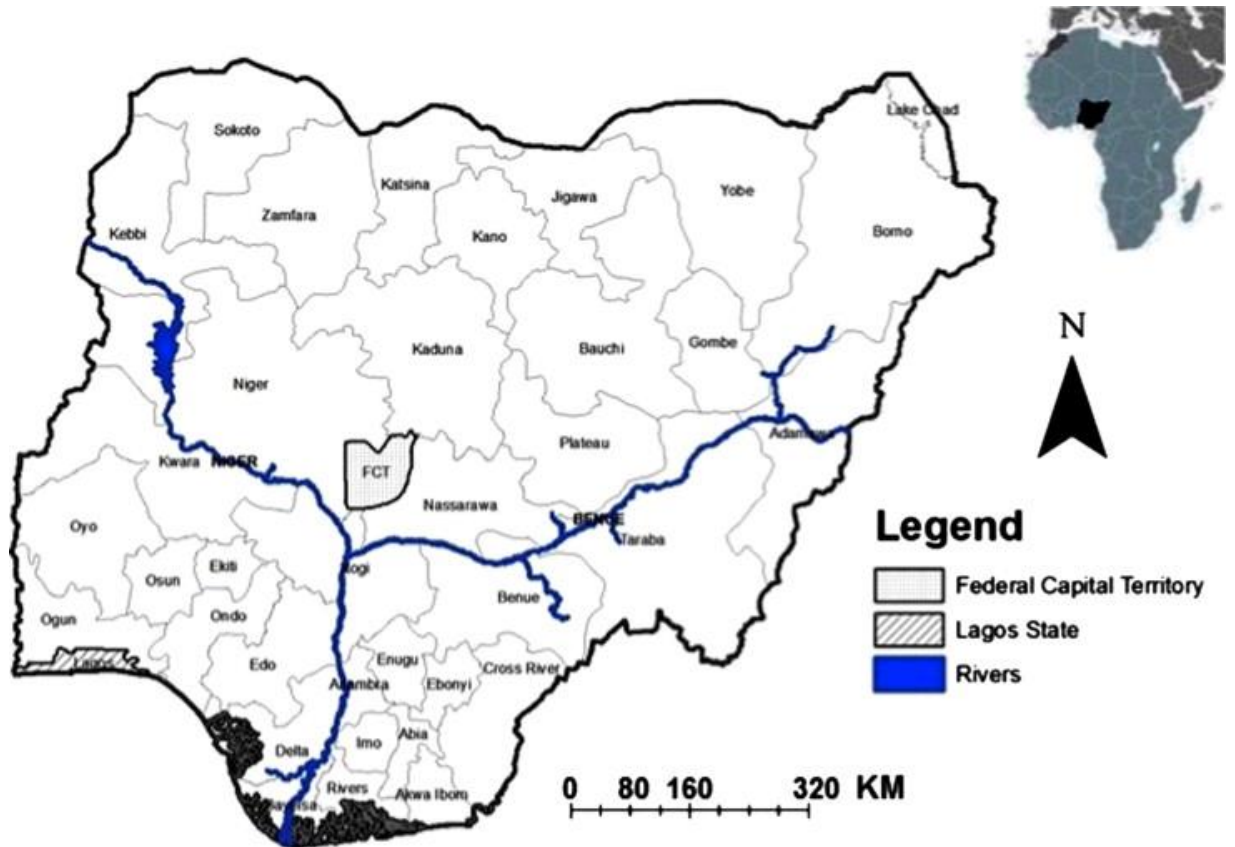 Lake Chad
Sokoto
Katsina
Jigawa
Yobe
Zamfara
Kebbi
Kano
Borno
Kaduna
Bauchi
Gombe
Niger
Adamawa
Plateau
Kwara
NIGER
FCT
Nassarawa
BENUE
Taraba
Oyo
Osun
Ekiti
Kogi
Benue
Ogun
Ondo
Lagos
Edo
Enugu
Cross River
Anambra
Ebonyi
Delta
Imo
Abia
Rivers
Akwa Ibom
Bayelsa
N
Legend
Federal Capital Territory
Lagos State
Rivers
0 80 160 320 KM